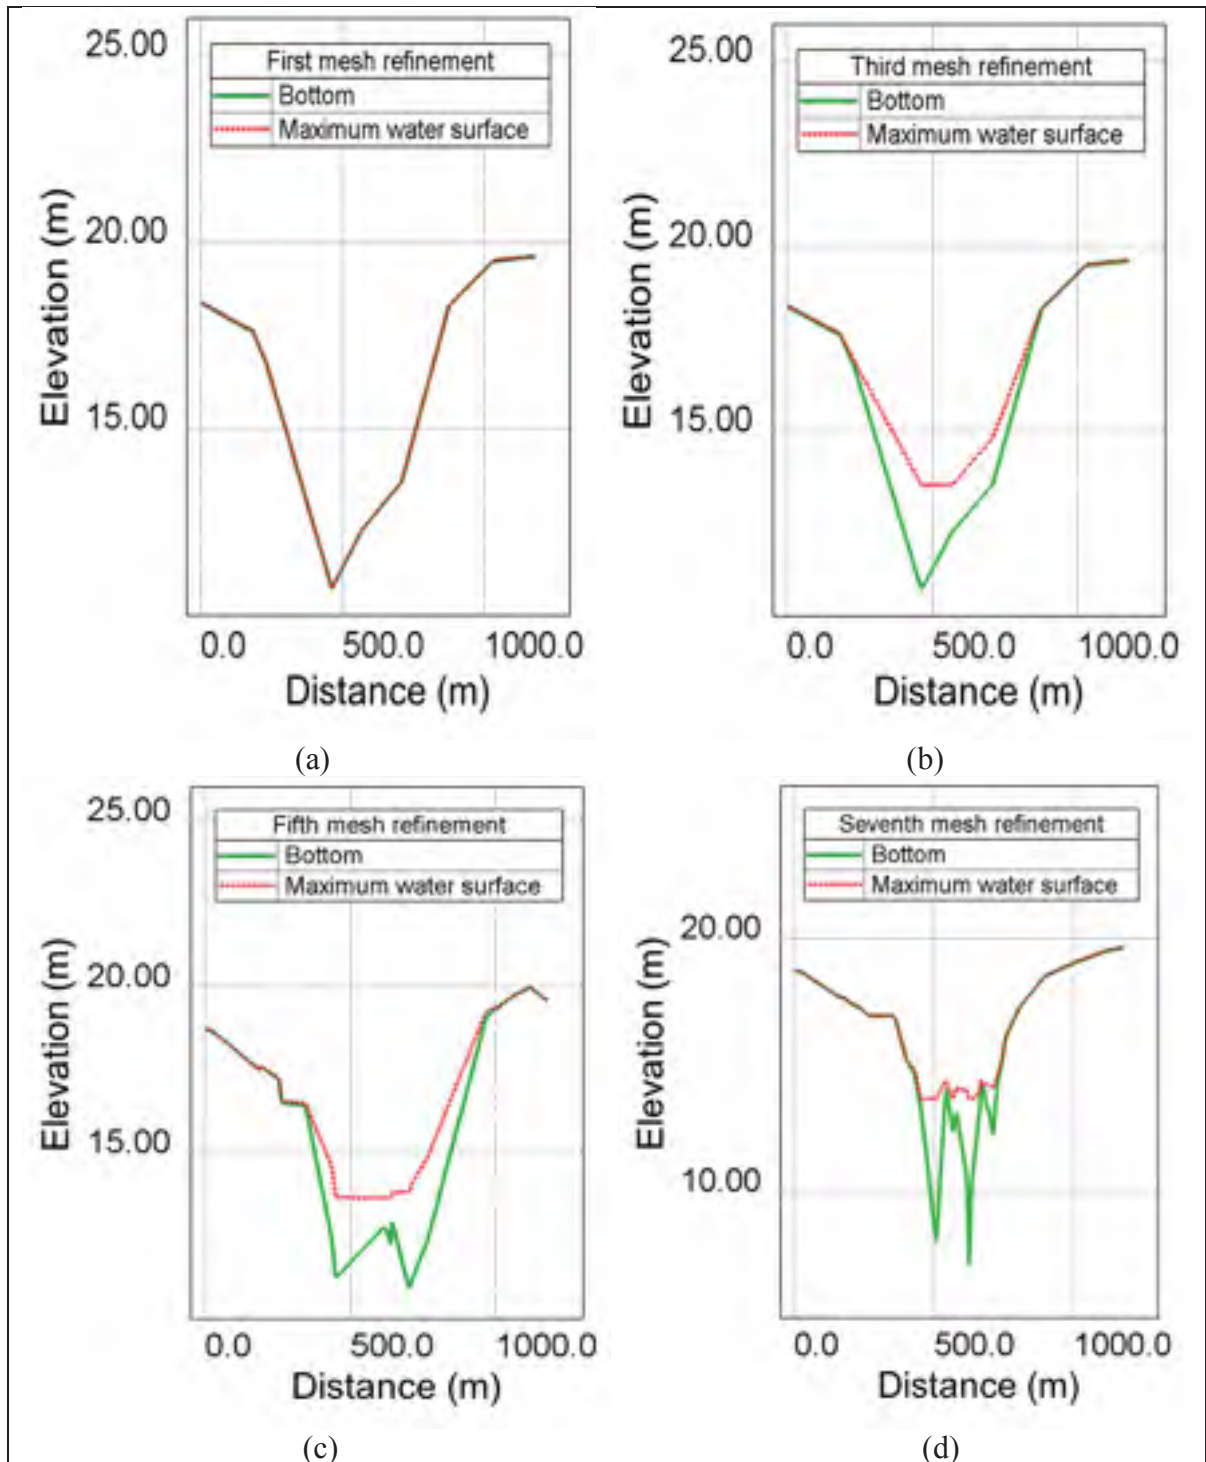 25.00
First mesh refinement
Bottom
Maximum water surface
20.00
15.00
Elevation (m)
0.0 500.0 1000.0
Distance (m)
(a)
25.00
Third mesh refinement
Bottom
Maximum water surface
20.00
15.00
Elevation (m)
0.0 500.0 1000.0
Distance (m)
(b)
25.00
Fifth mesh refinement
Bottom
Maximum water surface
20.00
15.00
Elevation (m)
0.0 500.0 1000.0
Distance (m)
(c)
Seventh mesh refinement
Bottom
Maximum water surface
20.00
10.00
Elevation (m)
0.0 500.0 1000.0
Distance (m)
(d)